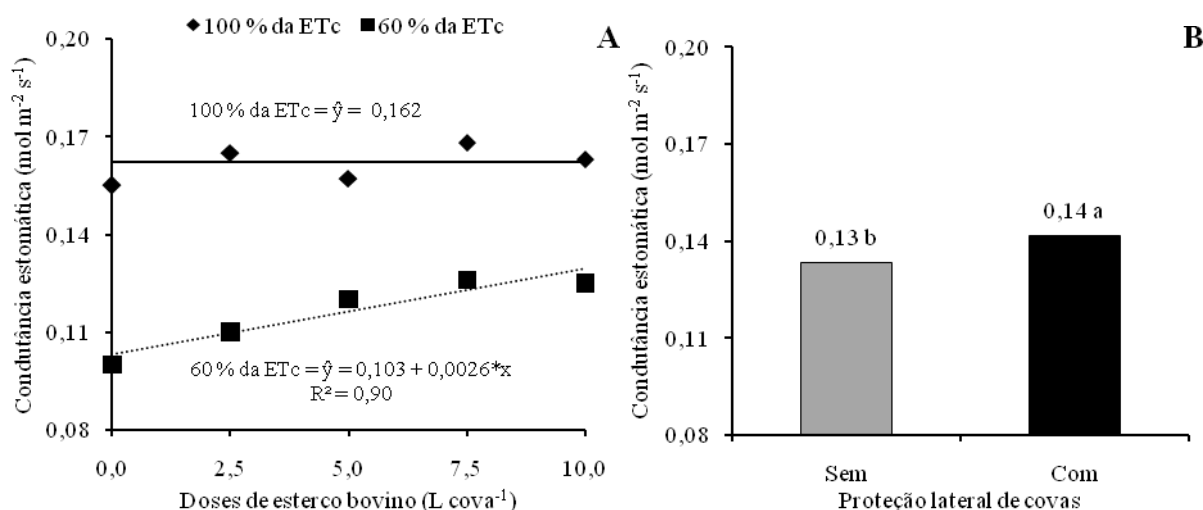 ◆100 % da ETc ■60 % da ETc
A
Condutância estomática (mol m⁻² s⁻¹)
0,20
0,17
0,14
0,11
0,08
100 % da ETc = ŷ = 0,162
60 % da ETc = ŷ = 0,103 + 0,0026*x
R² = 0,90
0,0 2,5 5,0 7,5 10,0
Doses de esterco bovino (L cova⁻¹)
B
Condutância estomática (mol m⁻² s⁻¹)
0,20
0,17
0,14
0,11
0,08
0,13 b
0,14 a
Sem Com
Proteção lateral de covas